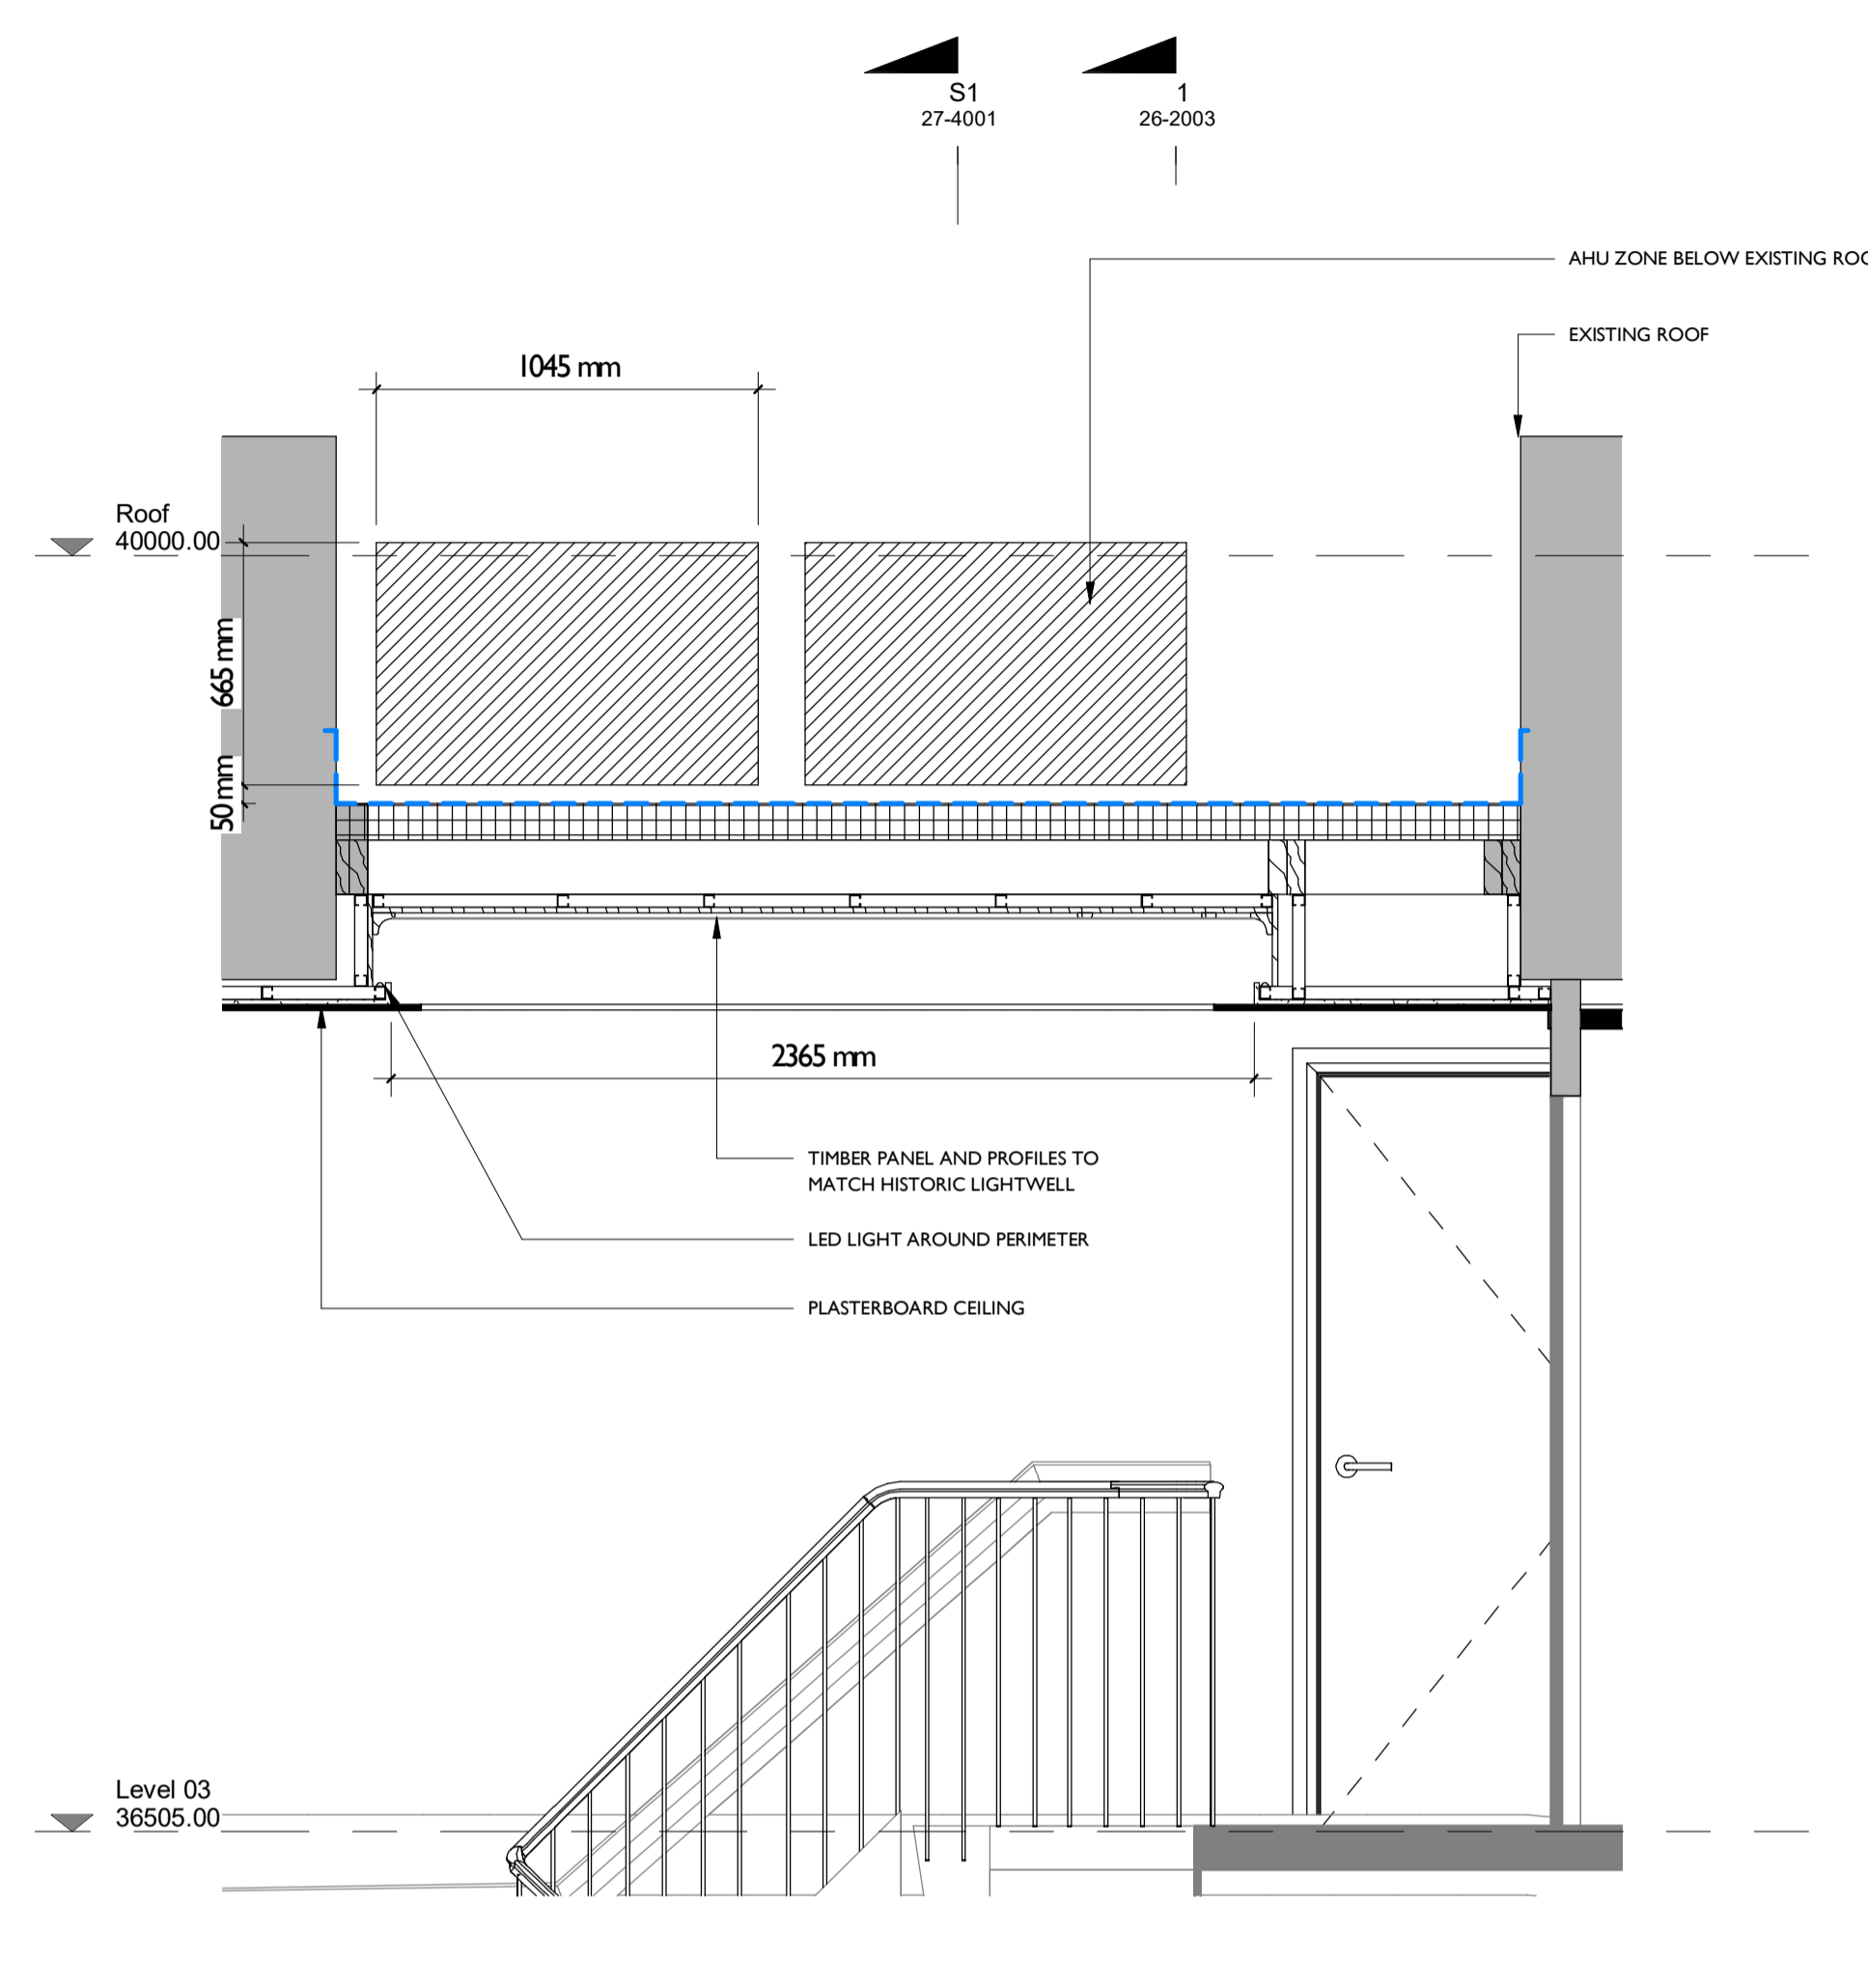 S1
27-4001
1
26-2003
AHU ZONE BELOW EXISTING
EXISTING ROOF
1045 mm
Roof
40000.00
665 mm
50 mm
2365 mm
TIMBER PANEL AND PROFILES TO
MATCH HISTORIC LIGHTWELL
LED LIGHT AROUND PERIMETER
PLASTERBOARD CEILING
Level 03
36505.00